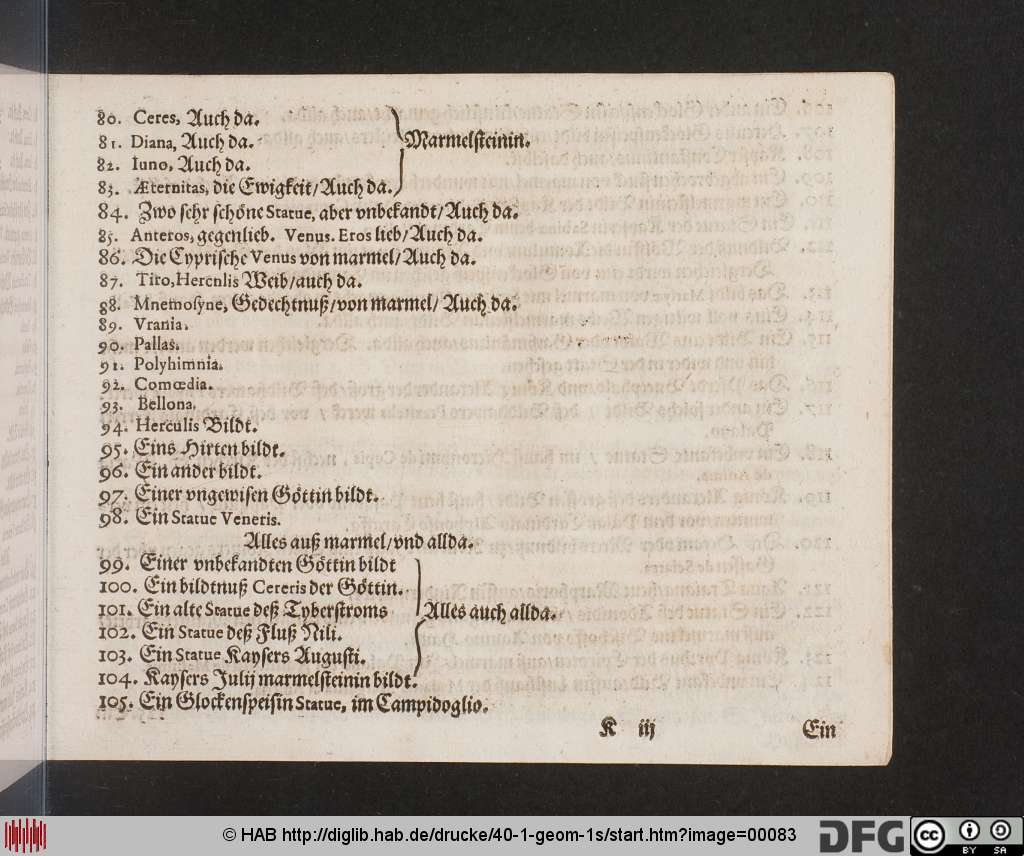 80. Ceres, Auch da.
81. Diana, Auch da.
Marmelsteinin.
82. Iuno, Auch da.
83. Æternitas, die Ewigkeit/Auch da.
84. Zwo sehr schöne Statue, aber vnbekandt/Auch da.
85. Anteros, gegenlieb. Venus. Eros lieb/Auch da.
86. Die Cyprische Venus von marmel/Auch da.
87. Tiro, Herculis Weib/auch da.
88. Mnemosyne, Gedechtnuß/von marmel/ Auch da.
89. Vrania.
90. Pallas.
91. Polyhimnia.
92. Comœdia.
93. Bellona.
94. Herculis Bildt.
95. Eins Hirten bildt.
96. Ein ander bildt.
97. Einer vngewisen Göttin bildt.
98. Ein Statue Veneris.
Alles auß marmel/vnd allda.
99. Einer vnbekandten Göttin bildt
100. Ein bildtnuß Cereris der Göttin.
101. Ein alte Statue deß Tyberstroms
Alles auch allda.
102. Ein Statue deß Fluß Nili.
103. Ein Statue Kaysers Augusti.
104. Kaysers Julij marmelsteinin bildt.
105. Ein Glockenspeisin Statue, im Campidoglio.
K iij
Ein
© HAB http://diglib.hab.de/drucke/40-1-geom-1s/start.htm?image=00083
DFG
cc
BY SA